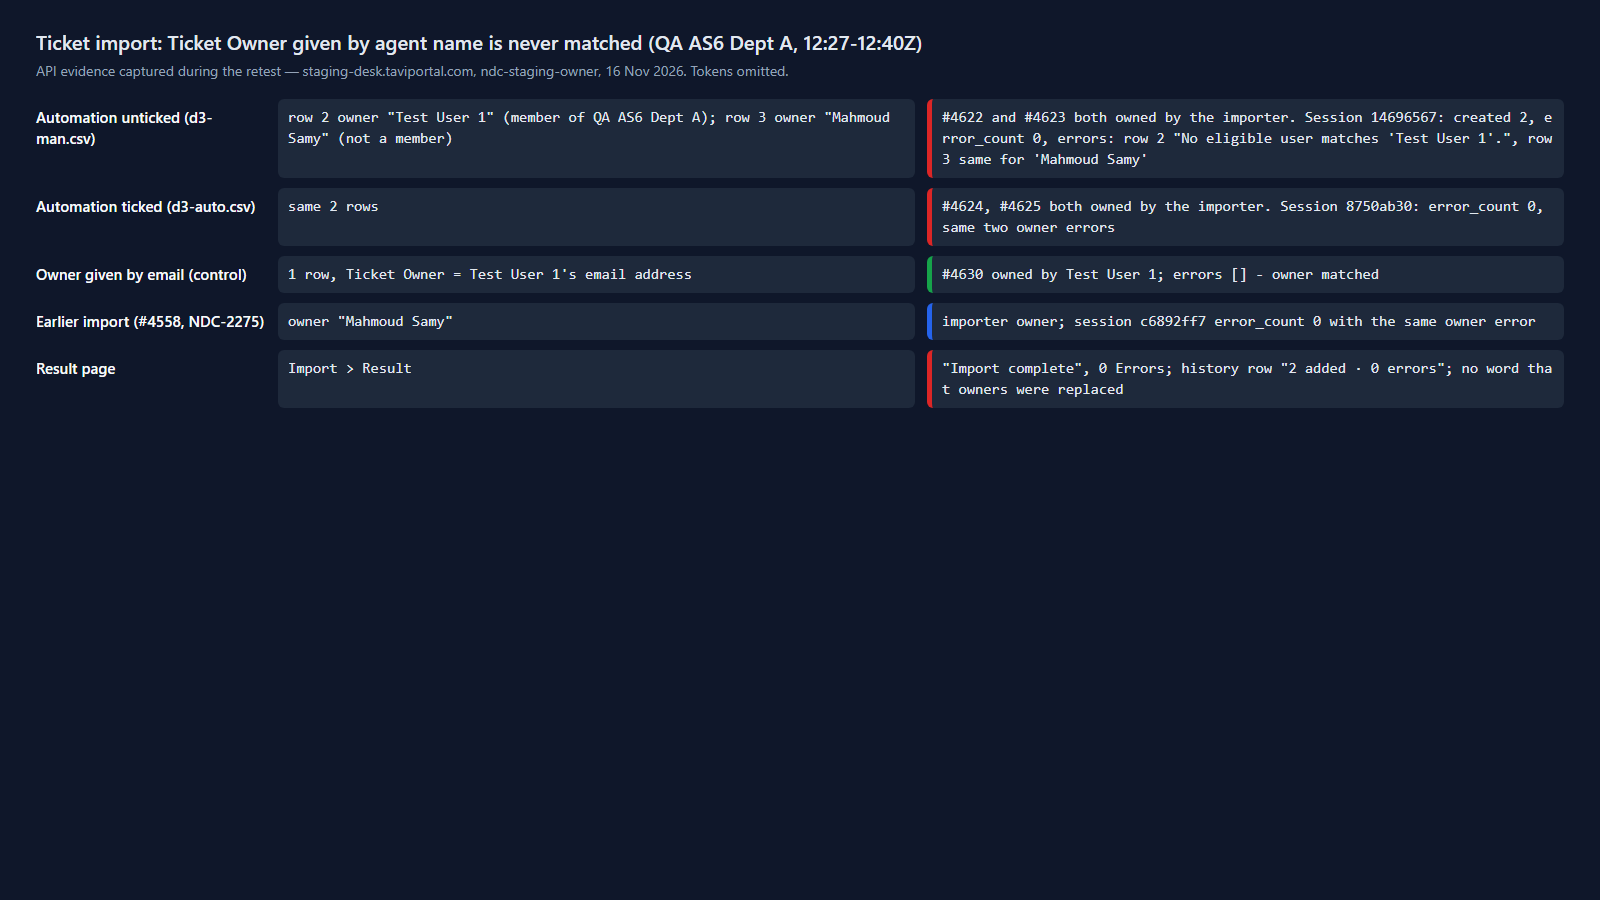 Ticket import: Ticket Owner given by agent name is never matched (QA AS6 Dept A, 12:27-12:40Z)
API evidence captured during the retest — staging-desk.taviportal.com, ndc-staging-owner, 16 Nov 2026. Tokens omitted.
Automation unticked (d3-
man.csv)
row 2 owner "Test User 1" (member of QA AS6 Dept A); row 3 owner "Mahmoud
Samy" (not a member)
#4622 and #4623 both owned by the importer. Session 14696567: created 2, e
rror_count 0, errors: row 2 "No eligible user matches 'Test User 1'.", row
3 same for 'Mahmoud Samy'
Automation ticked (d3-auto.csv)
same 2 rows
#4624, #4625 both owned by the importer. Session 8750ab30: error_count 0,
same two owner errors
Owner given by email (control)
1 row, Ticket Owner = Test User 1's email address
#4630 owned by Test User 1; errors [] - owner matched
Earlier import (#4558, NDC-2275)
owner "Mahmoud Samy"
importer owner; session c6892ff7 error_count 0 with the same owner error
Result page
Import > Result
"Import complete", 0 Errors; history row "2 added · 0 errors"; no word tha
t owners were replaced